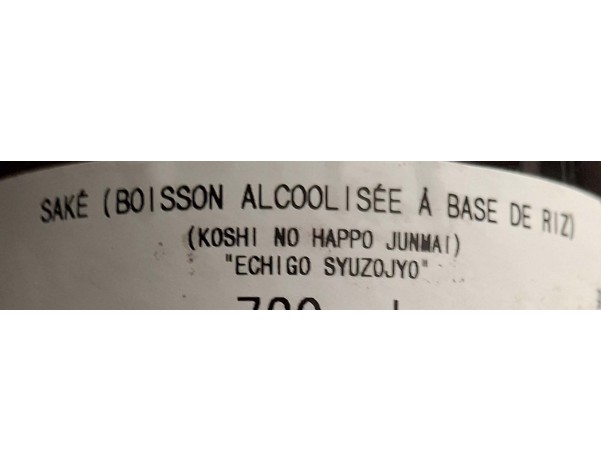 SAKÉ (BOISSON ALCOOLISÉE À BASE DE RIZ)
(KOSHI NO HAPPO JUNMAI)
"ECHIGO SYUZOJYO"